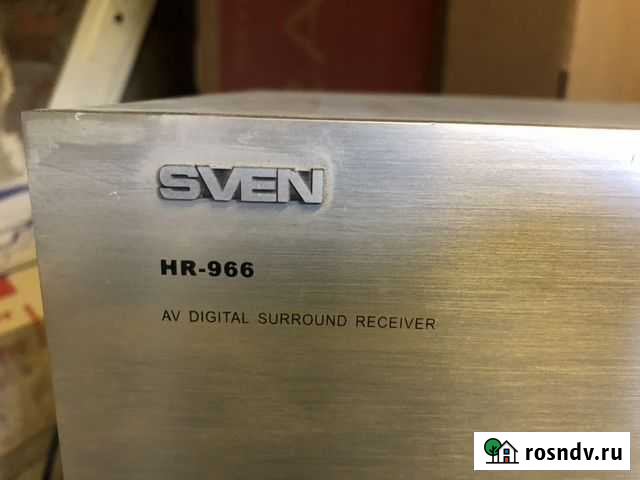 SVEN
HR-966
AV DIGITAL SURROUND RECEIVER
rosndv.ru